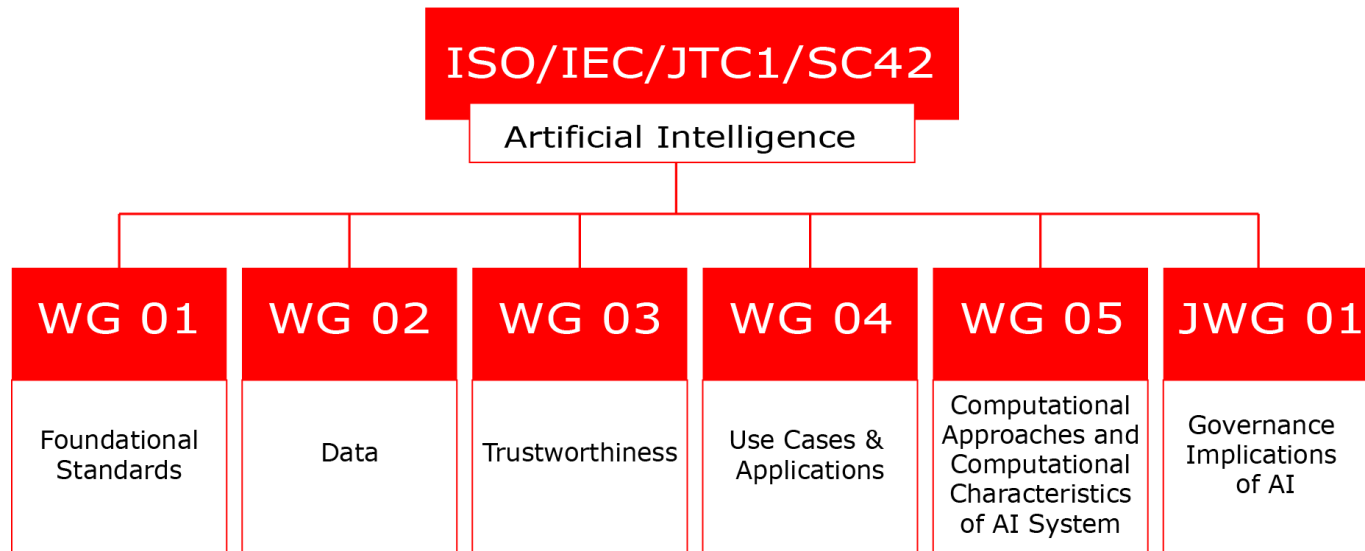 ISO/IEC/JTC1/SC42
Artificial Intelligence
WG 01
Foundational
Standards
WG 02
Data
WG 03
Trustworthiness
WG 04
Use Cases &
Applications
WG 05
Computational
Approaches and
Computational
Characteristics
of AI System
JWG 01
Governance
Implications
of AI